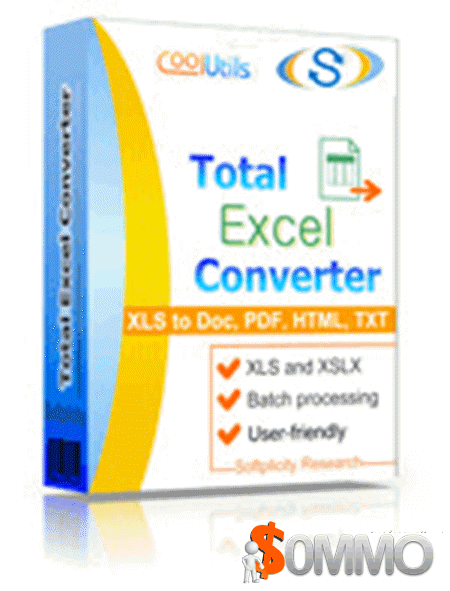 CoolUtils S
Total
Excel
Converter
XLS to Doc, PDF, HTML, TXT
XLS and XSLX
Batch processing
User-friendly
Softplicity Research
Total Excel Converter
$OMMO